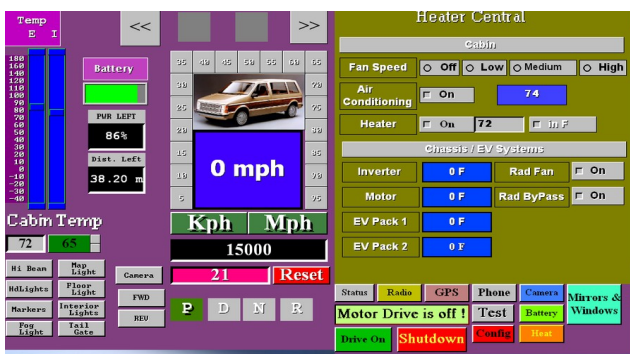 Temp
E I
<<
>>
Heater Central
Cabin
Battery
Fan Speed
Off
Low
Medium
High
Air Conditioning
On
74
Heater
On
72
in F
Chassis / EV Systems
Inverter
0 F
Rad Fan
On
Motor
0 F
Rad ByPass
On
EV Pack 1
0 F
EV Pack 2
0 F
180
160
140
120
110
100
90
80
70
60
50
40
30
20
10
0
-10
-20
-30
-40
PWR LEFT
86%
Dist. Left
38.20 m
35 40 45 50 55 60 65
30
70
25
75
20
80
15
85
10
90
5
95
0 mph
Kph
Mph
15000
21
Reset
P
D
N
R
Cabin Temp
72
65
Hi Beam
Map Light
Camera
HdLights
Floor Light
FWD
Markers
Interior Lights
REV
Fog Light
Tail Gate
Status
Radio
GPS
Phone
Camera
Mirrors & Windows
Motor Drive is off !
Test
Battery
Drive On
Shutdown
Config
Heat